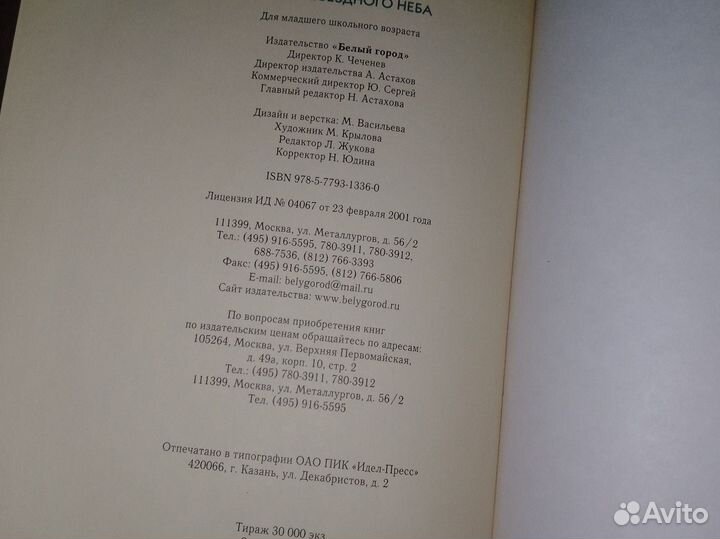 ЗВЕЗДНОГО НЕБА
Для младшего школьного возраста
Издательство «Белый город»
Директор К. Чеченев
Директор издательства А. Астахов
Коммерческий директор Ю. Сергей
Главный редактор Н. Астахова
Дизайн и верстка: М. Васильева
Художник М. Крылова
Редактор Л. Жукова
Корректор Н. Юдина
ISBN 978-5-7793-1336-0
Лицензия ИД № 04067 от 23 февраля 2001 года
111399, Москва, ул. Металлургов, д. 56/2
Тел.: (495) 916-5595, 780-3911, 780-3912,
688-7536, (812) 766-3393
Факс: (495) 916-5595, (812) 766-5806
E-mail: belygorod@mail.ru
Сайт издательства: www.belygorod.ru
По вопросам приобретения книг
по издательским ценам обращайтесь по адресам:
105264, Москва, ул. Верхняя Первомайская,
д. 49а, корп. 10, стр. 2
Тел.: (495) 780-3911, 780-3912
111399, Москва, ул. Металлургов, д. 56/2
Тел. (495) 916-5595
Отпечатано в типографии ОАО ПИК «Идел-Пресс»
420066, г. Казань, ул. Декабристов, д. 2
Тираж 30 000 экз.
Avito